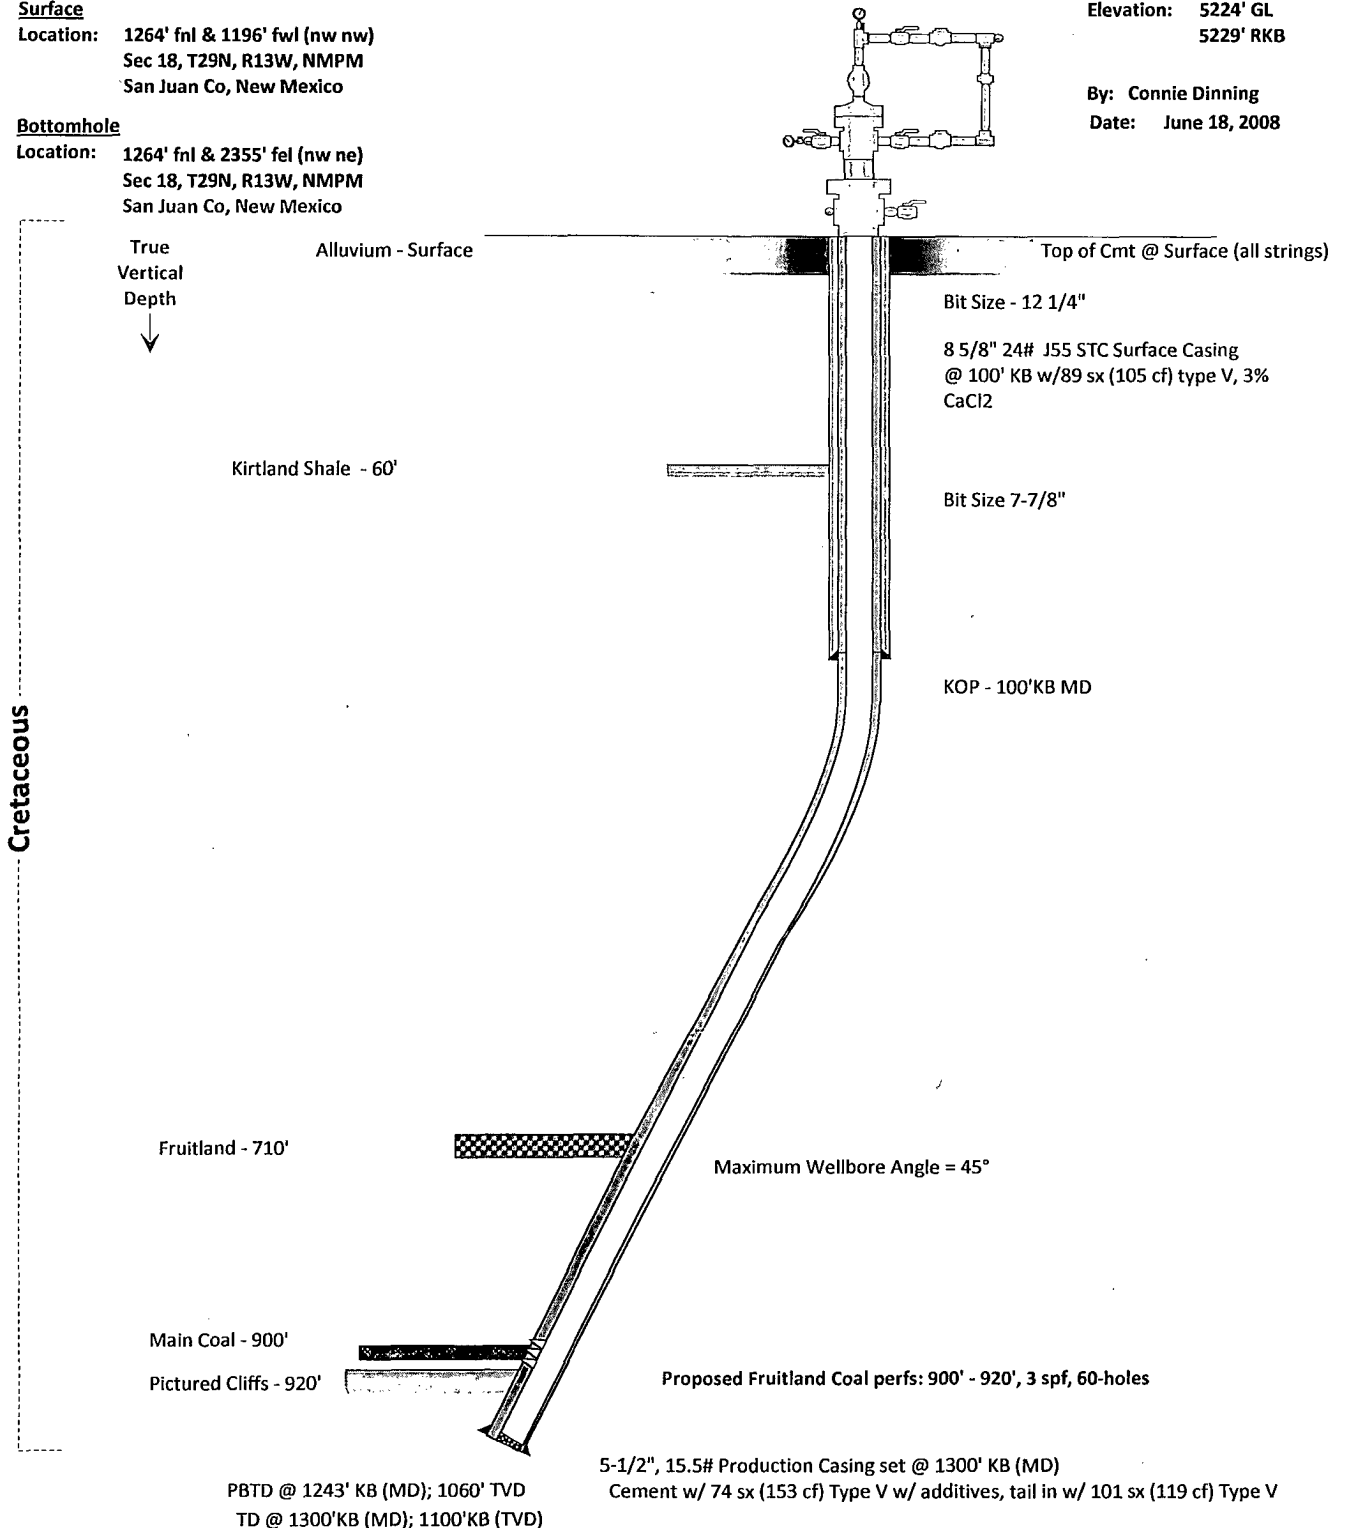 Surface
Location: 1264' fnl & 1196' fwl (nw nw)
Sec 18, T29N, R13W, NMPM
San Juan Co, New Mexico
Bottomhole
Location: 1264' fnl & 2355' fel (nw ne)
Sec 18, T29N, R13W, NMPM
San Juan Co, New Mexico
Elevation: 5224' GL
5229' RKB
By: Connie Dinning
Date: June 18, 2008
True
Vertical
Depth
Alluvium - Surface
Top of Cmt @ Surface (all strings)
Bit Size - 12 1/4"
8 5/8" 24# J55 STC Surface Casing
@ 100' KB w/89 sx (105 cf) type V, 3%
CaCl2
Kirtland Shale - 60'
Bit Size 7-7/8"
KOP - 100'KB MD
Cretaceous
Fruitland - 710'
Maximum Wellbore Angle = 45°
Main Coal - 900'
Pictured Cliffs - 920'
Proposed Fruitland Coal perfs: 900' - 920', 3 spf, 60-holes
5-1/2", 15.5# Production Casing set @ 1300' KB (MD)
Cement w/ 74 sx (153 cf) Type V w/ additives, tail in w/ 101 sx (119 cf) Type V
PBTD @ 1243' KB (MD); 1060' TVD
TD @ 1300'KB (MD); 1100'KB (TVD)